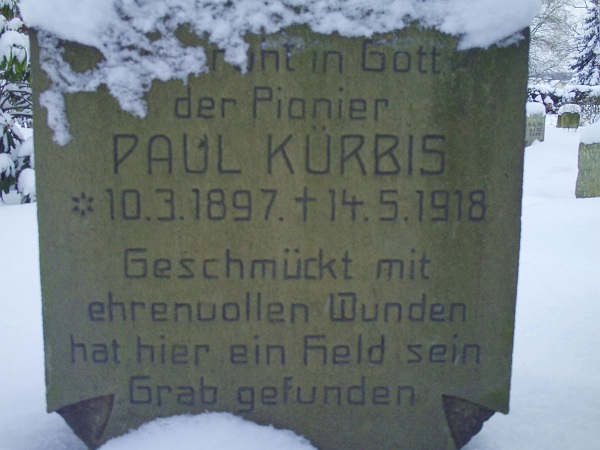 ruht in Gott
der Pionier
PAUL KÜRBIS
* 10.3.1897. † 14.5.1918
Geschmückt mit
ehrenvollen Wunden
hat hier ein Held sein
Grab gefunden